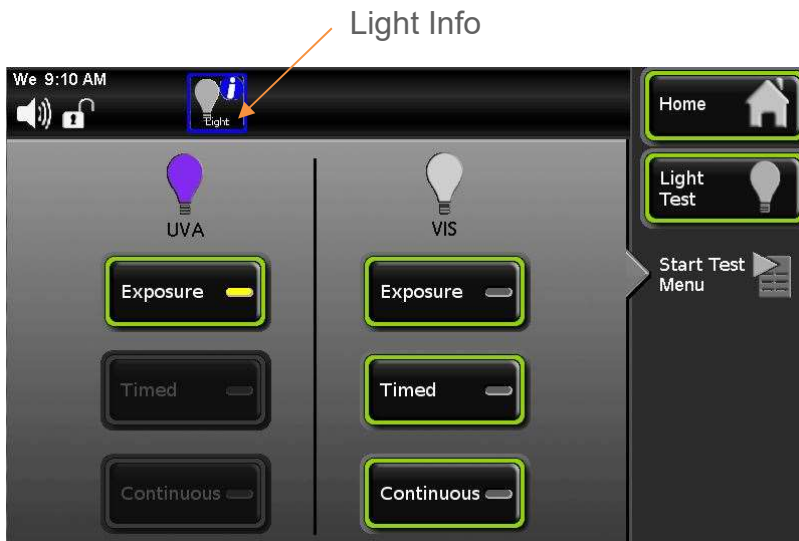 Light Info
We 9:10 AM
Light
Home
Light
Test
UVA
VIS
Start Test
Menu
Exposure
Exposure
Timed
Timed
Continuous
Continuous